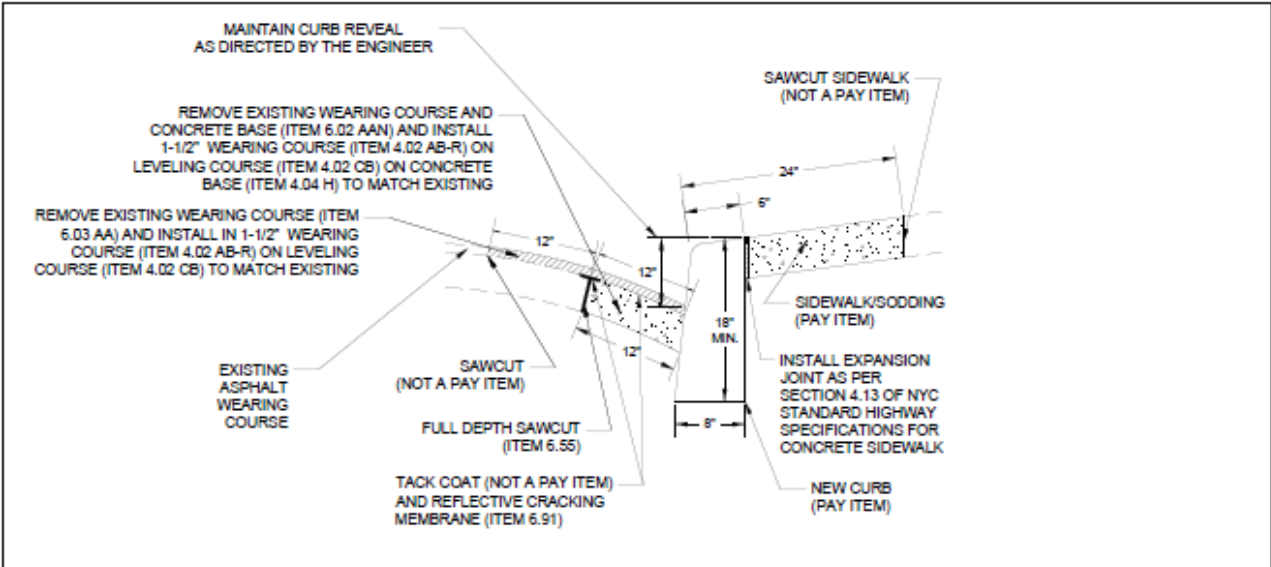 MAINTAIN CURB REVEAL
AS DIRECTED BY THE ENGINEER
SAWCUT SIDEWALK
(NOT A PAY ITEM)
REMOVE EXISTING WEARING COURSE AND
CONCRETE BASE (ITEM 6.02 AAN) AND INSTALL
1-1/2" WEARING COURSE (ITEM 4.02 AB-R) ON
LEVELING COURSE (ITEM 4.02 CB) ON CONCRETE
BASE (ITEM 4.04 H) TO MATCH EXISTING
24"
6"
REMOVE EXISTING WEARING COURSE (ITEM
6.03 AA) AND INSTALL IN 1-1/2" WEARING
COURSE (ITEM 4.02 AB-R) ON LEVELING
COURSE (ITEM 4.02 CB) TO MATCH EXISTING
12"
12"
18"
MIN.
12"
8"
SIDEWALK/SODDING
(PAY ITEM)
EXISTING
ASPHALT
WEARING
COURSE
SAWCUT
(NOT A PAY ITEM)
INSTALL EXPANSION
JOINT AS PER
SECTION 4.13 OF NYC
STANDARD HIGHWAY
SPECIFICATIONS FOR
CONCRETE SIDEWALK
FULL DEPTH SAWCUT
(ITEM 6.55)
TACK COAT (NOT A PAY ITEM)
AND REFLECTIVE CRACKING
MEMBRANE (ITEM 6.91)
NEW CURB
(PAY ITEM)